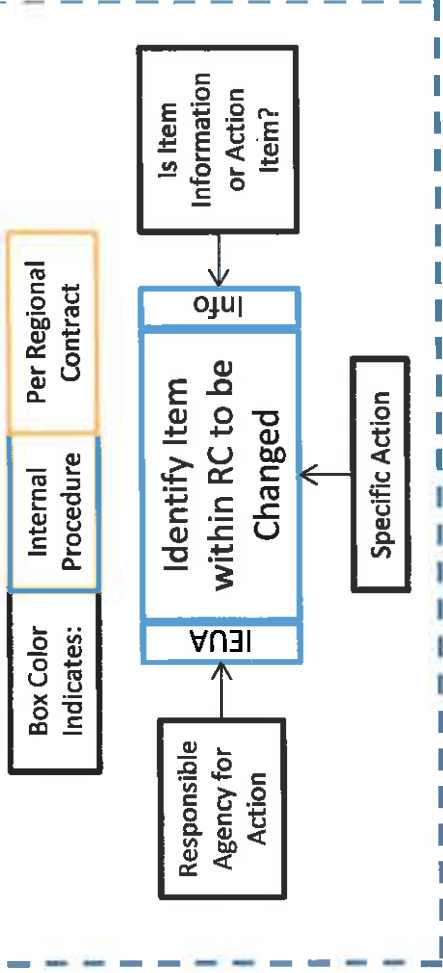 Box Color
Indicates:
Internal
Procedure
Per Regional
Contract
Responsible
Agency for
Action
IEUA
Identify Item
within RC to be
Changed
Info
Is Item
Information
or Action
Item?
Specific Action